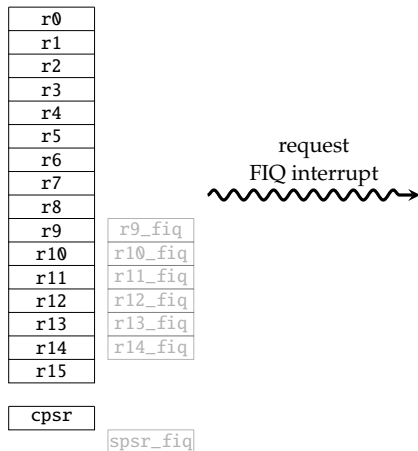 r0
r1
r2
r3
r4
r5
r6
r7
r8
r9
r10
r11
r12
r13
r14
r15
cpsr
r9_fiq
r10_fiq
r11_fiq
r12_fiq
r13_fiq
r14_fiq
spsr_fiq
request
FIQ interrupt